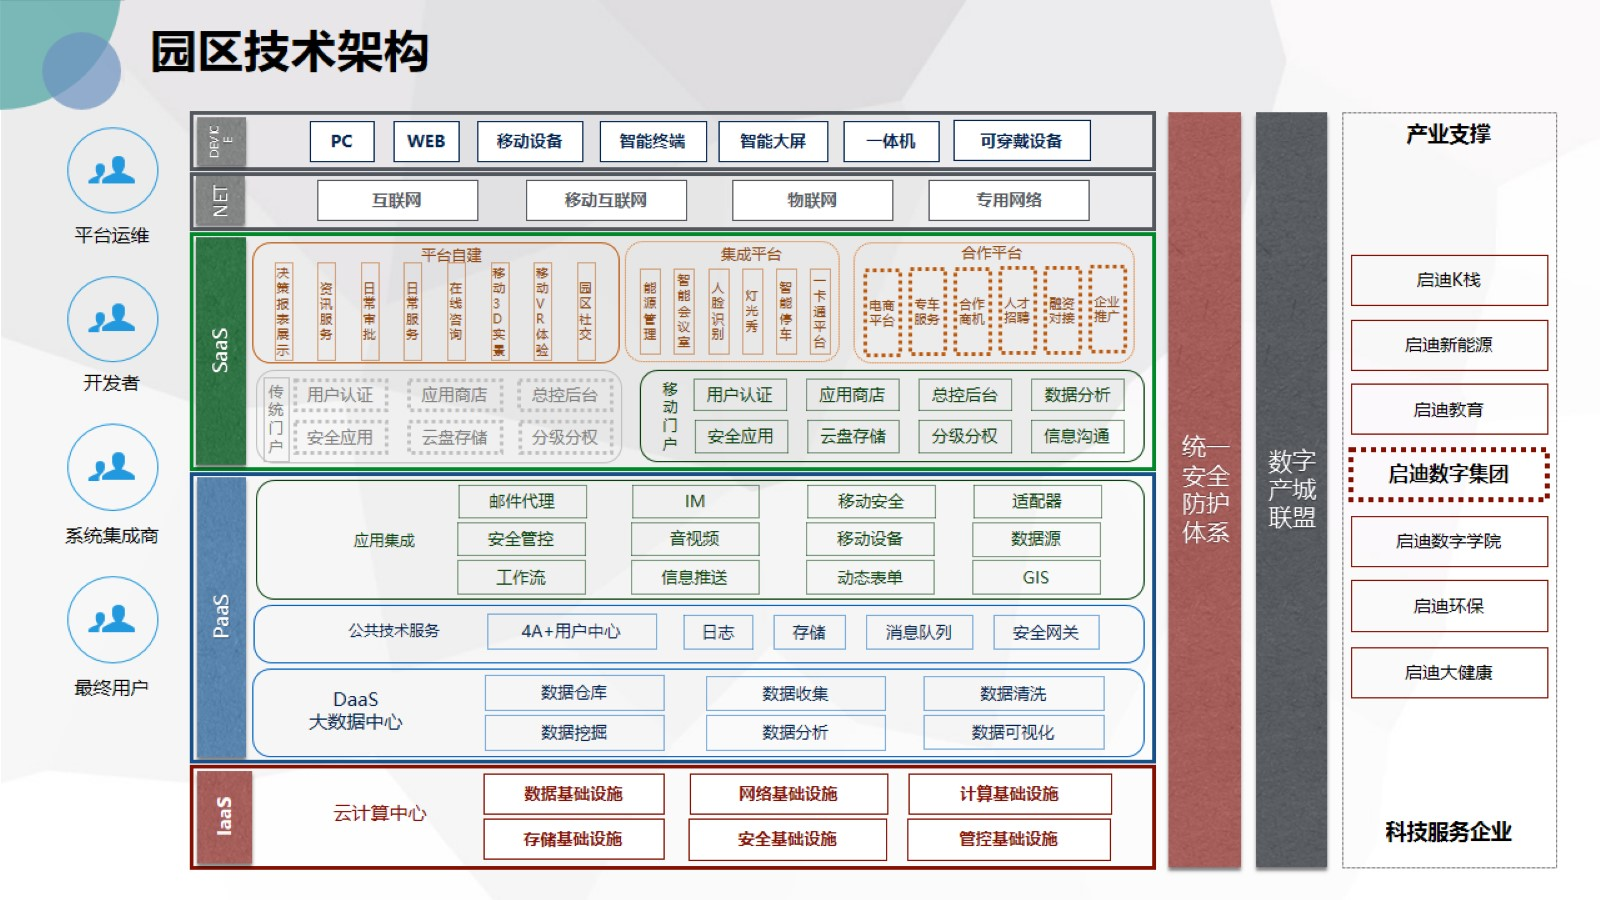 园区技术架构
平台运维
开发者
系统集成商
最终用户
DEVIC
E
PC
WEB
移动设备
智能终端
智能大屏
一体机
可穿戴设备
NET
互联网
移动互联网
物联网
专用网络
SaaS
平台自建
决策报表展示
资讯服务
日常审批
日常服务
在线咨询
移动3D实景
移动VR体验
园区社交
集成平台
能源管理
智能会议室
人脸识别
灯光秀
智能停车
一卡通平台
合作平台
电商
平台
专车
服务
合作
商机
人才
招聘
融资
对接
企业
推广
传统门户
用户认证
应用商店
总控后台
安全应用
云盘存储
分级分权
移动门户
用户认证
应用商店
总控后台
数据分析
安全应用
云盘存储
分级分权
信息沟通
PaaS
应用集成
邮件代理
IM
移动安全
适配器
安全管控
音视频
移动设备
数据源
工作流
信息推送
动态表单
GIS
公共技术服务
4A+用户中心
日志
存储
消息队列
安全网关
DaaS
大数据中心
数据仓库
数据收集
数据清洗
数据挖掘
数据分析
数据可视化
IaaS
云计算中心
数据基础设施
网络基础设施
计算基础设施
存储基础设施
安全基础设施
管控基础设施
统一
安全
防护
体系
数字
产城
联盟
产业支撑
启迪K栈
启迪新能源
启迪教育
启迪数字集团
启迪数字学院
启迪环保
启迪大健康
科技服务企业